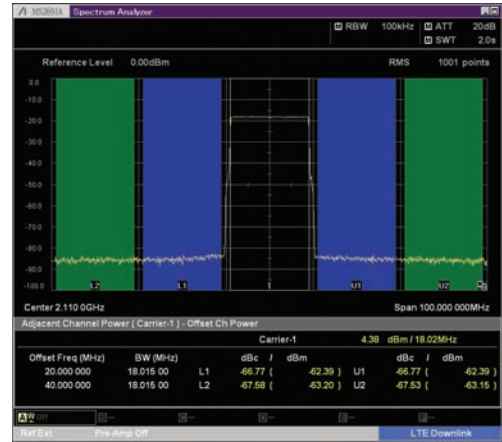 MS2691A Spectrum Analyzer
RBW 100kHz ATT 20dB
SWT 2.0s
Reference Level 0.00dBm RMS 1001 points
0.0
-10.0
-20.0
-30.0
-40.0
-50.0
-60.0
-70.0
-80.0
-90.0
-100.0
L2 L1 1 U1 U2
Center 2.110 0GHz Span 100.000 000MHz
Adjacent Channel Power ( Carrier-1 ) - Offset Ch Power
Carrier-1 4.38 dBm / 18.02MHz
Offset Freq (MHz) BW (MHz) dBc / dBm dBc / dBm
20.000 000 18.015 00 L1 -66.77 ( -62.39 ) U1 -66.77 ( -62.39 )
40.000 000 18.015 00 L2 -67.58 ( -63.20 ) U2 -67.53 ( -63.15 )
Ref.Ext Pre-Amp Off LTE Downlink